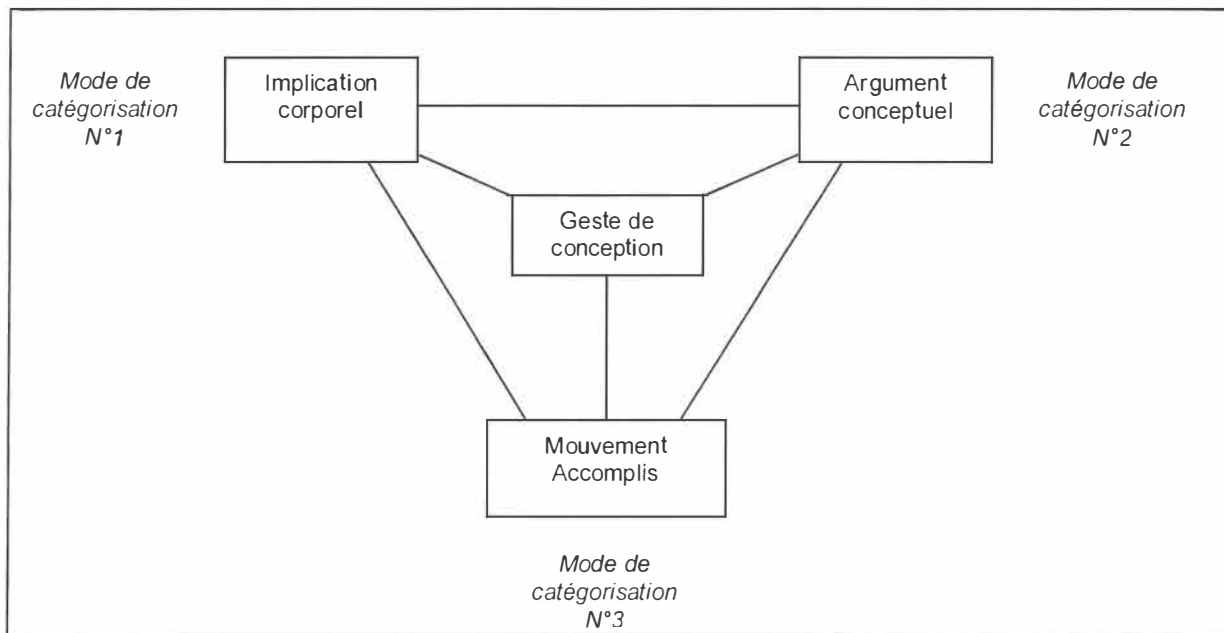 Mode de
catégorisation
N°1
Implication
corporel
Argument
conceptuel
Mode de
catégorisation
N°2
Geste de
conception
Mouvement
Accomplis
Mode de
catégorisation
N°3